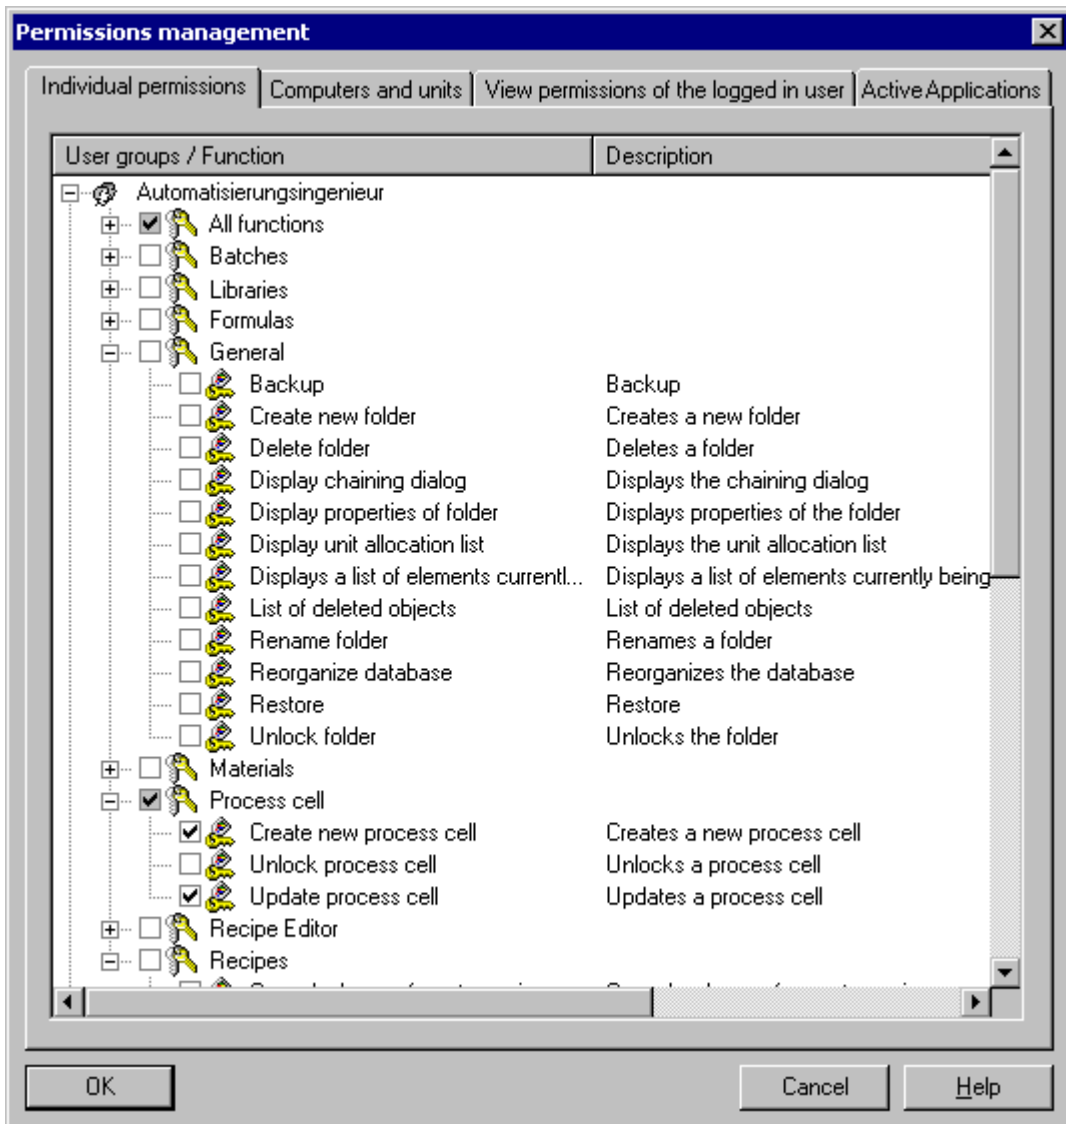 Permissions management
Individual permissions Computers and units View permissions of the logged in user Active Applications
User groups / Function Description
Automatisierungsingenieur
All functions
Batches
Libraries
Formulas
General
Backup Backup
Create new folder Creates a new folder
Delete folder Deletes a folder
Display chaining dialog Displays the chaining dialog
Display properties of folder Displays properties of the folder
Display unit allocation list Displays the unit allocation list
Displays a list of elements currentl... Displays a list of elements currently being
List of deleted objects List of deleted objects
Rename folder Renames a folder
Reorganize database Reorganizes the database
Restore Restore
Unlock folder Unlocks the folder
Materials
Process cell
Create new process cell Creates a new process cell
Unlock process cell Unlocks a process cell
Update process cell Updates a process cell
Recipe Editor
Recipes
OK Cancel Help